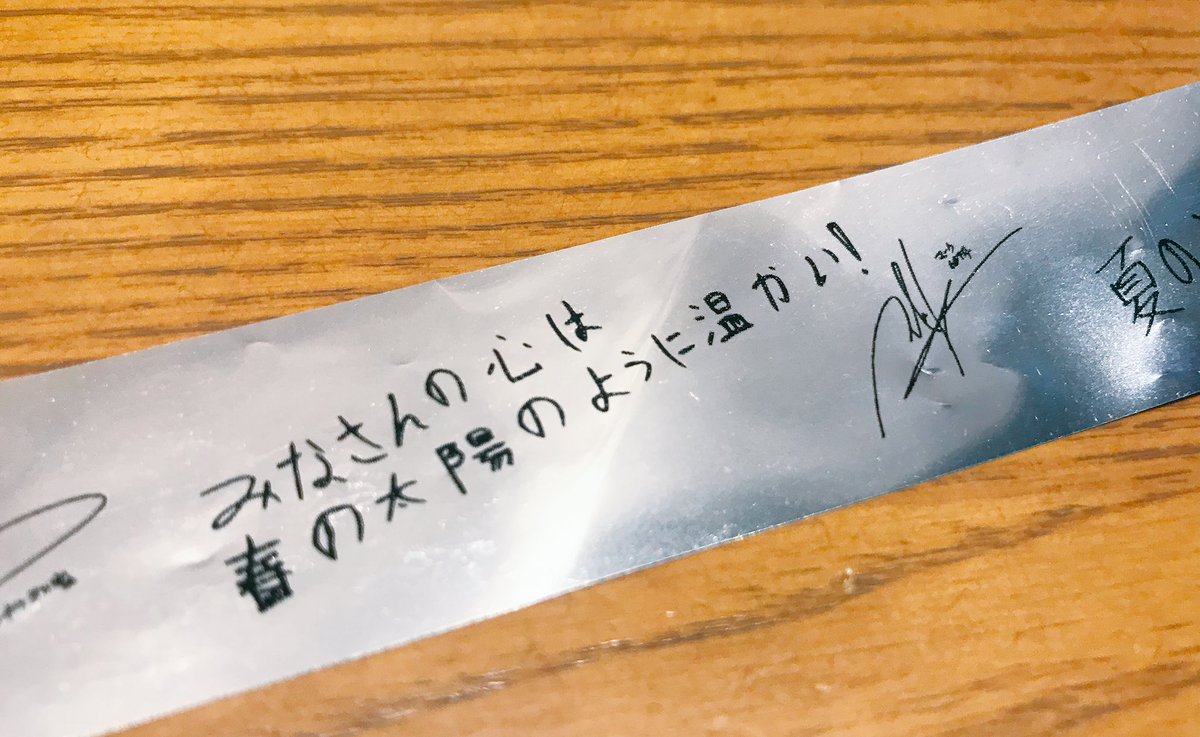 みなさんの心は
春の太陽のように温かい!
夏の